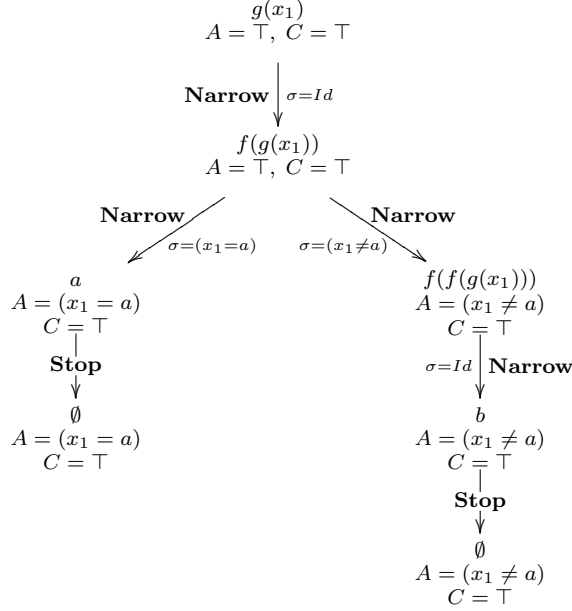 g(x₁)
A = ⊤, C = ⊤
Narrow σ=Id
f(g(x₁))
A = ⊤, C = ⊤
Narrow Narrow
σ=(x₁=a) σ=(x₁≠a)
a
A = (x₁ = a)
C = ⊤
f(f(g(x₁)))
A = (x₁ ≠ a)
C = ⊤
Stop
σ=Id Narrow
∅
A = (x₁ = a)
C = ⊤
b
A = (x₁ ≠ a)
C = ⊤
Stop
∅
A = (x₁ ≠ a)
C = ⊤